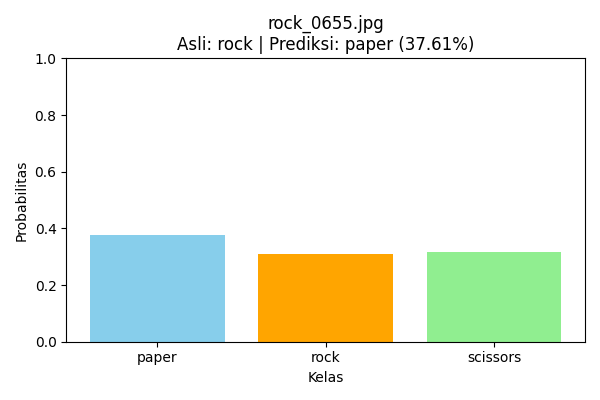 rock_0655.jpg
Asli: rock | Prediksi: paper (37.61%)
1.0
0.8
0.6
0.4
0.2
0.0
Probabilitas
paper rock scissors
Kelas